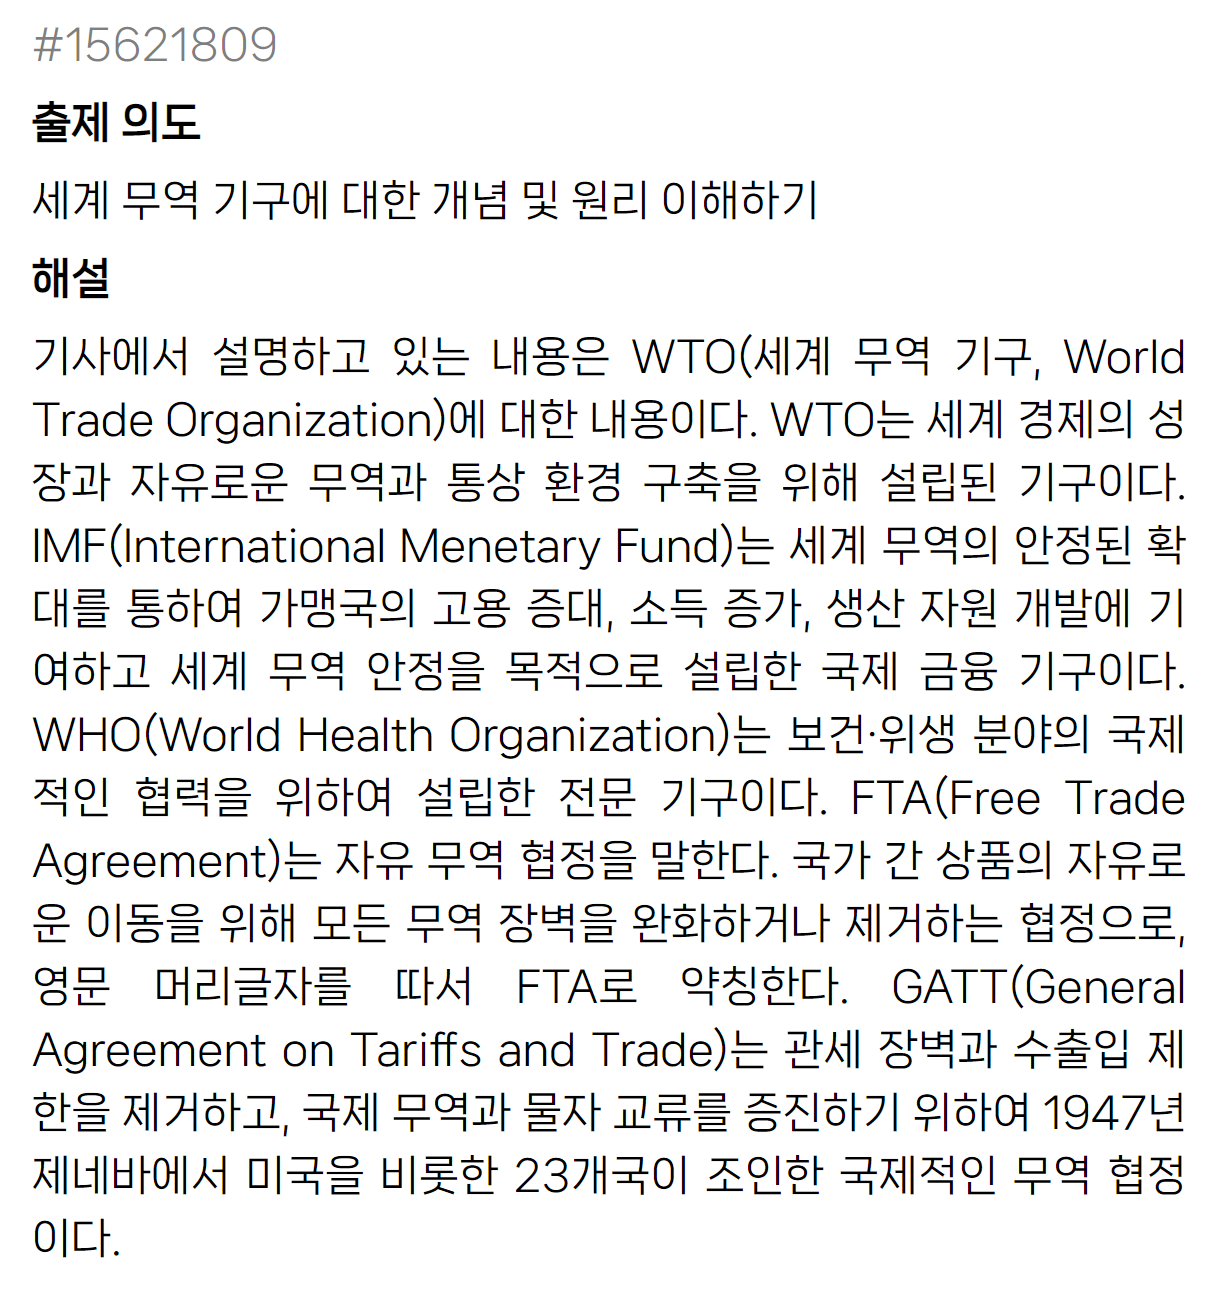 #15621809
출제 의도
세계 무역 기구에 대한 개념 및 원리 이해하기
해설
기사에서 설명하고 있는 내용은 WTO(세계 무역 기구, World
Trade Organization)에 대한 내용이다. WTO는 세계 경제의 성
장과 자유로운 무역과 통상 환경 구축을 위해 설립된 기구이다.
IMF(International Menetary Fund)는 세계 무역의 안정된 확
대를 통하여 가맹국의 고용 증대, 소득 증가, 생산 자원 개발에 기
여하고 세계 무역 안정을 목적으로 설립한 국제 금융 기구이다.
WHO(World Health Organization)는 보건·위생 분야의 국제
적인 협력을 위하여 설립한 전문 기구이다. FTA(Free Trade
Agreement)는 자유 무역 협정을 말한다. 국가 간 상품의 자유로
운 이동을 위해 모든 무역 장벽을 완화하거나 제거하는 협정으로,
영문 머리글자를 따서 FTA로 약칭한다. GATT(General
Agreement on Tariffs and Trade)는 관세 장벽과 수출입 제
한을 제거하고, 국제 무역과 물자 교류를 증진하기 위하여 1947년
제네바에서 미국을 비롯한 23개국이 조인한 국제적인 무역 협정
이다.